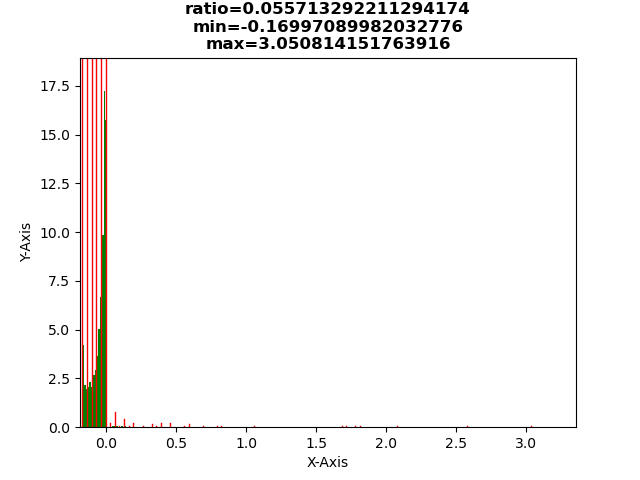 ratio=0.055713292211294174
min=-0.16997089982032776
max=3.050814151763916
17.5
15.0
12.5
10.0
7.5
5.0
2.5
0.0
Y-Axis
0.0 0.5 1.0 1.5 2.0 2.5 3.0
X-Axis